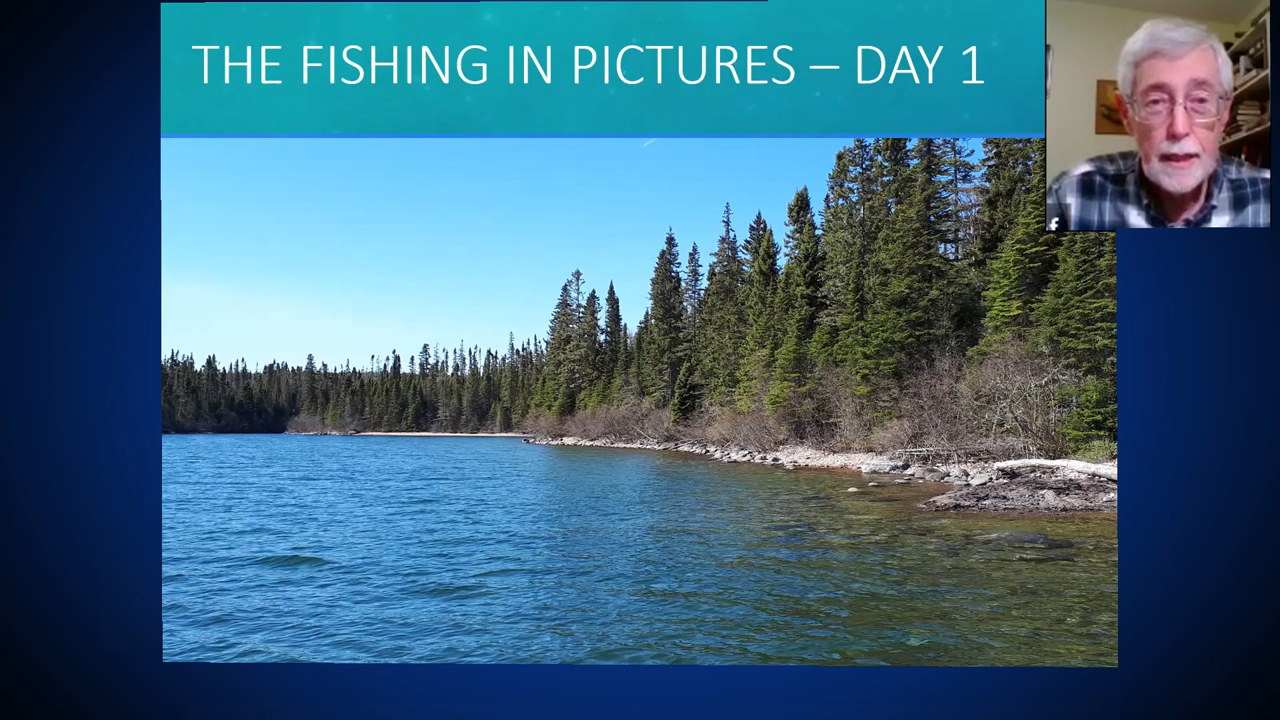 THE FISHING IN PICTURES – DAY 1
f